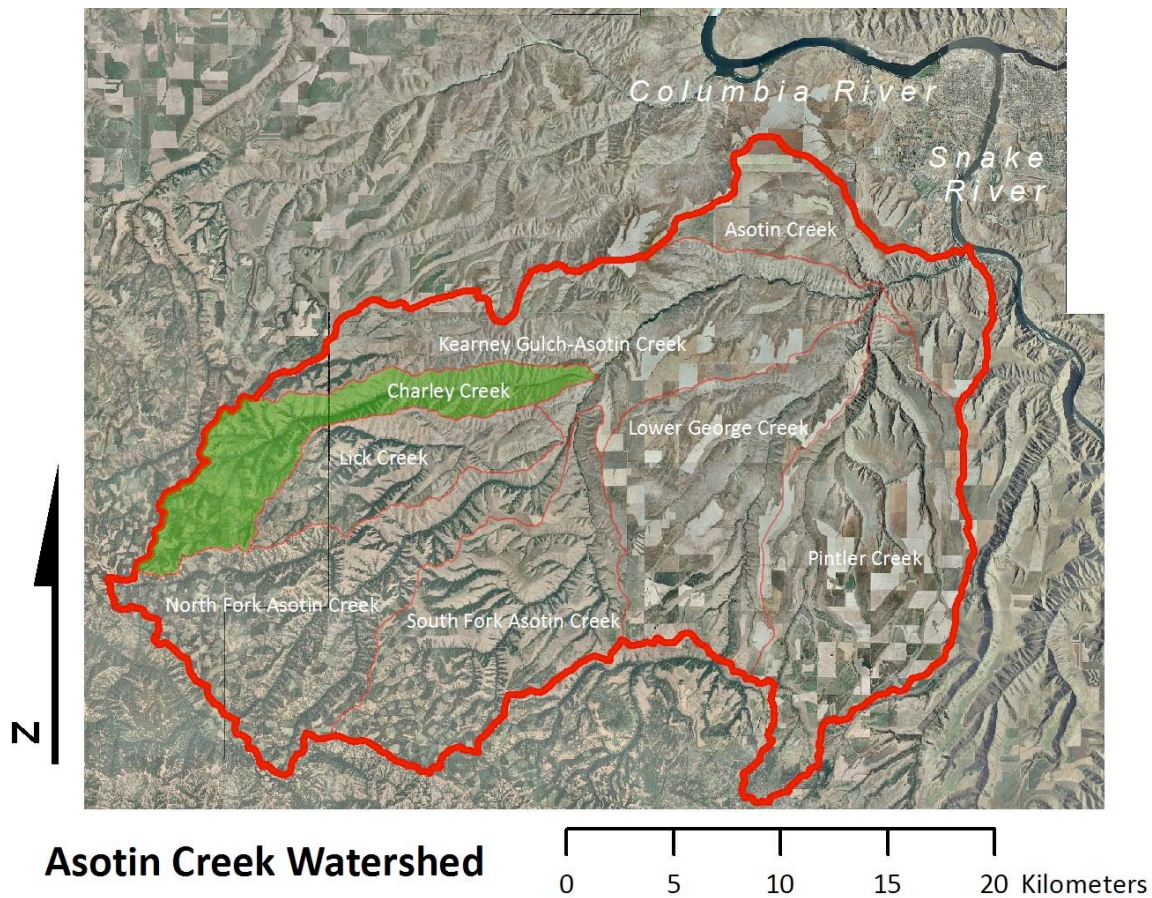 Columbia River
Snake
River
Asotin Creek
Kearney Gulch-Asotin Creek
Charley Creek
Lower George Creek
Lick Creek
Pintler Creek
North Fork Asotin Creek
South Fork Asotin Creek
N
Asotin Creek Watershed
0 5 10 15 20 Kilometers